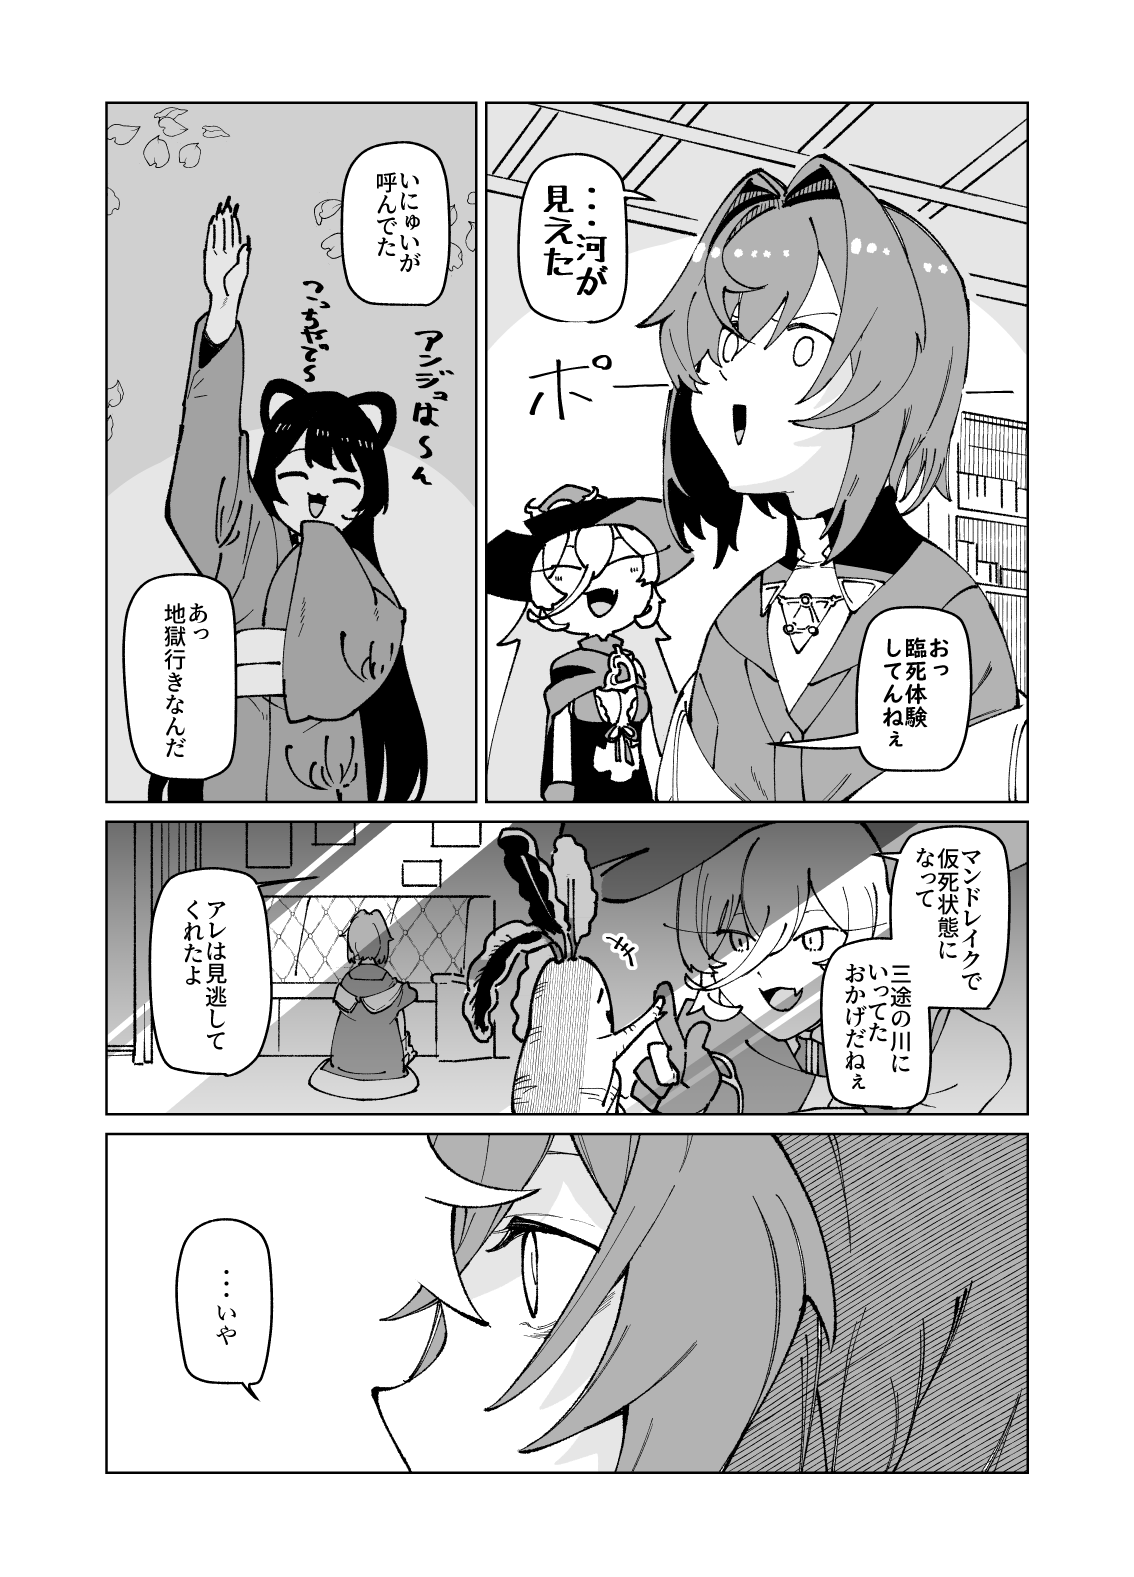 ・・・河が
見えた
ポー
おっ
臨死体験
してんねぇ
いにゅいが
呼んでた
アンジュは〜ん
こっちやで〜
あっ
地獄行きなんだ
マンドレイクで
仮死状態に
なって
三途の川に
いってた
おかげだねぇ
アレは見逃して
くれたよ
・・・いや